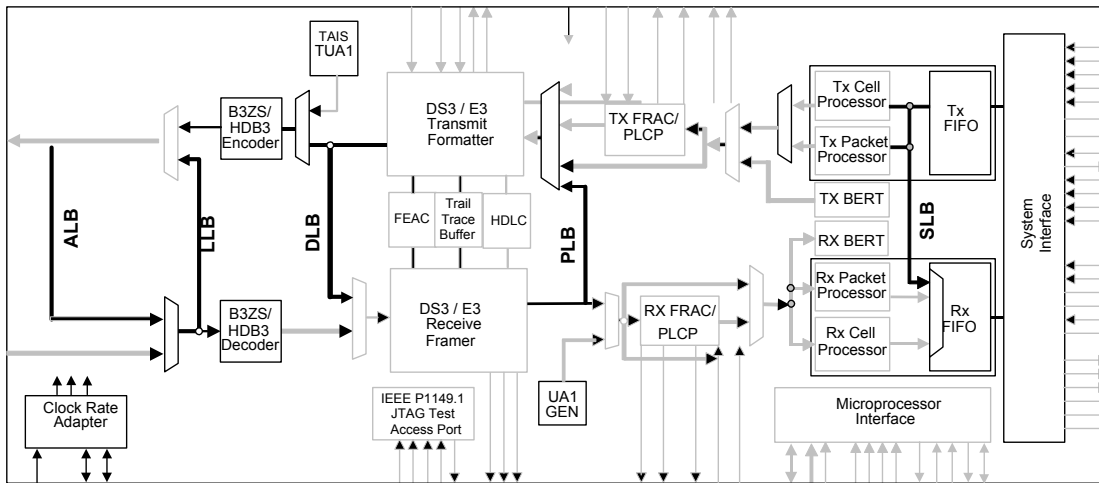 TAIS
TUA1
B3ZS/
HDB3
Encoder
DS3 / E3
Transmit
Formatter
TX FRAC/
PLCP
Tx Cell
Processor
Tx Packet
Processor
Tx
FIFO
TX BERT
RX BERT
System
Interface
ALB
LLB
DLB
PLB
SLB
FEAC
Trail
Trace
Buffer
HDLC
B3ZS/
HDB3
Decoder
DS3 / E3
Receive
Framer
RX FRAC/
PLCP
Rx Packet
Processor
Rx Cell
Processor
Rx
FIFO
UA1
GEN
Clock Rate
Adapter
IEEE P1149.1
JTAG Test
Access Port
Microprocessor
Interface